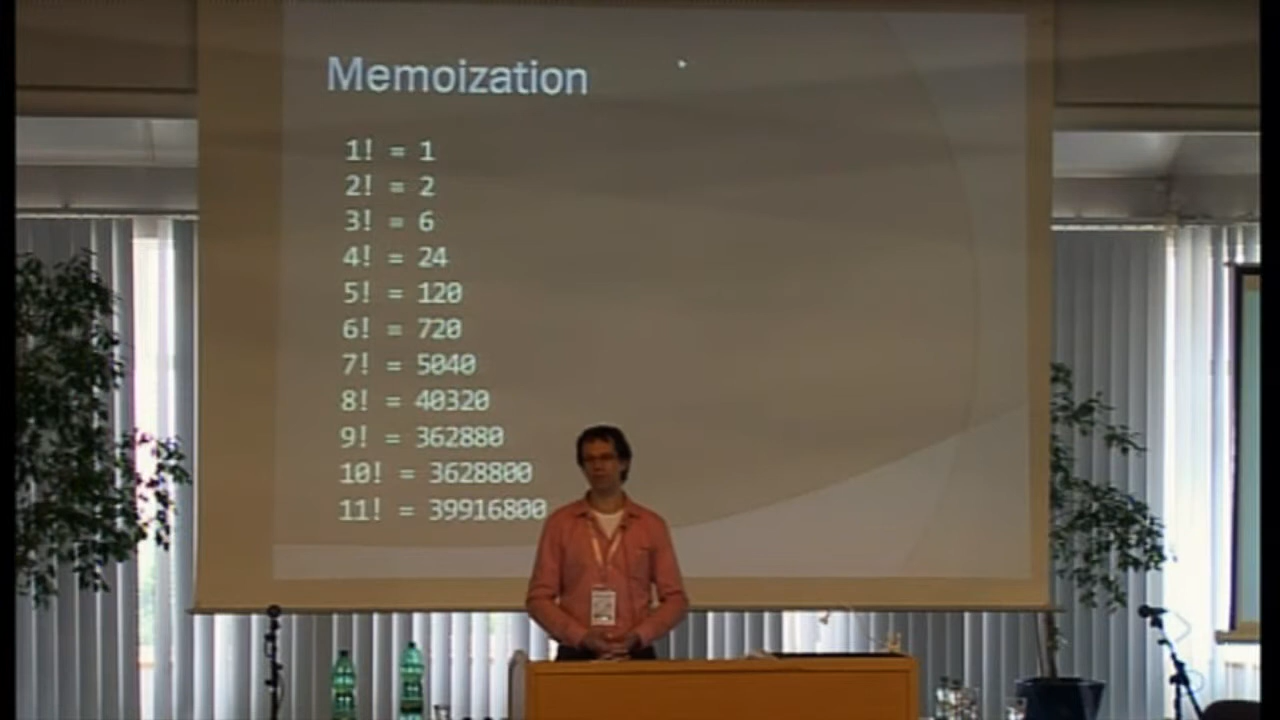 Memoization
1! = 1
2! = 2
3! = 6
4! = 24
5! = 120
6! = 720
7! = 5040
8! = 40320
9! = 362880
10! = 3628800
11! = 39916800